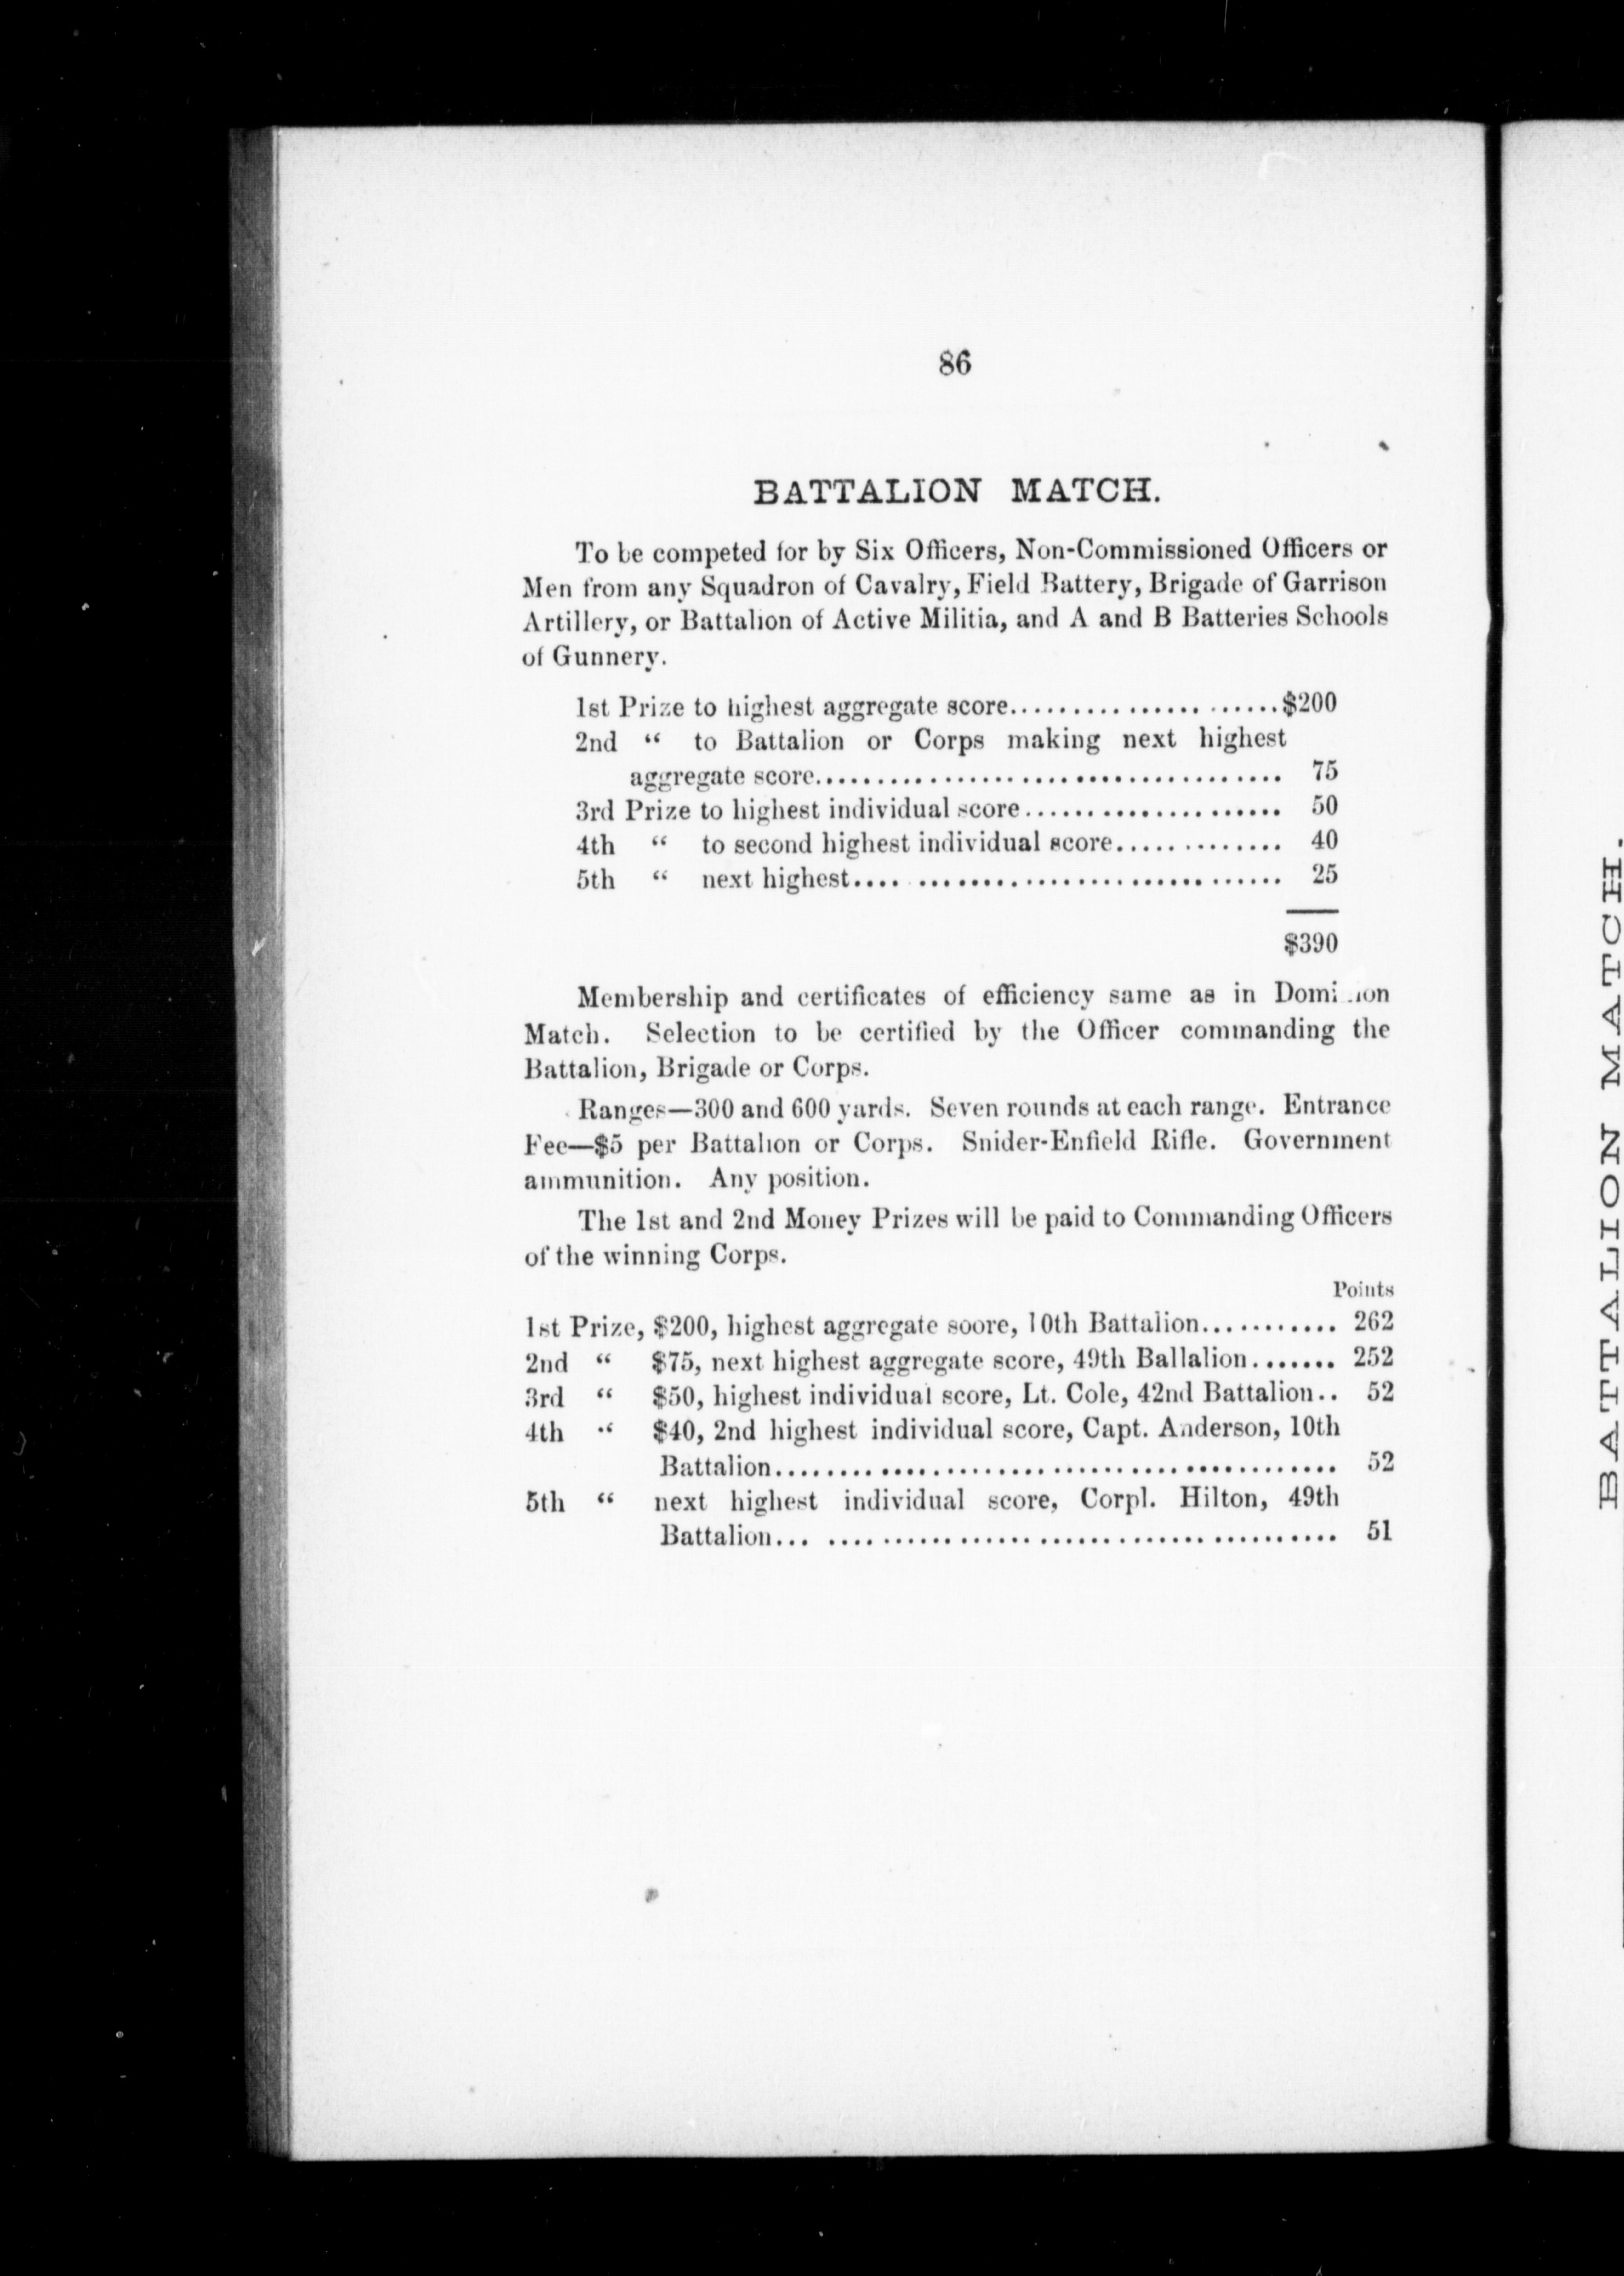 86
BATTALION MATCH.
To be competed for by Six Officers, Non-Commissioned Officers or
Men from any Squadron of Cavalry, Field Battery, Brigade of Garrison
Artillery, or Battalion of Active Militia, and A and B Batteries Schools
of Gunnery.
1st Prize to highest aggregate score.......................$200
2nd “ to Battalion or Corps making next highest
aggregate score.................................... 75
3rd Prize to highest individual score..................... 50
4th “ to second highest individual score.............. 40
5th “ next highest.................................... 25
$390
Membership and certificates of efficiency same as in Dominion
Match. Selection to be certified by the Officer commanding the
Battalion, Brigade or Corps.
Ranges—300 and 600 yards. Seven rounds at each range. Entrance
Fee—$5 per Battalion or Corps. Snider-Enfield Rifle. Government
ammunition. Any position.
The 1st and 2nd Money Prizes will be paid to Commanding Officers
of the winning Corps.
Points
1st Prize, $200, highest aggregate soore, 10th Battalion............ 262
2nd “ $75, next highest aggregate score, 49th Ballalion....... 252
3rd “ $50, highest individual score, Lt. Cole, 42nd Battalion.. 52
4th “ $40, 2nd highest individual score, Capt. Anderson, 10th
Battalion............................................ 52
5th “ next highest individual score, Corpl. Hilton, 49th
Battalion... ....................................... 51
BATTALION MATCH.